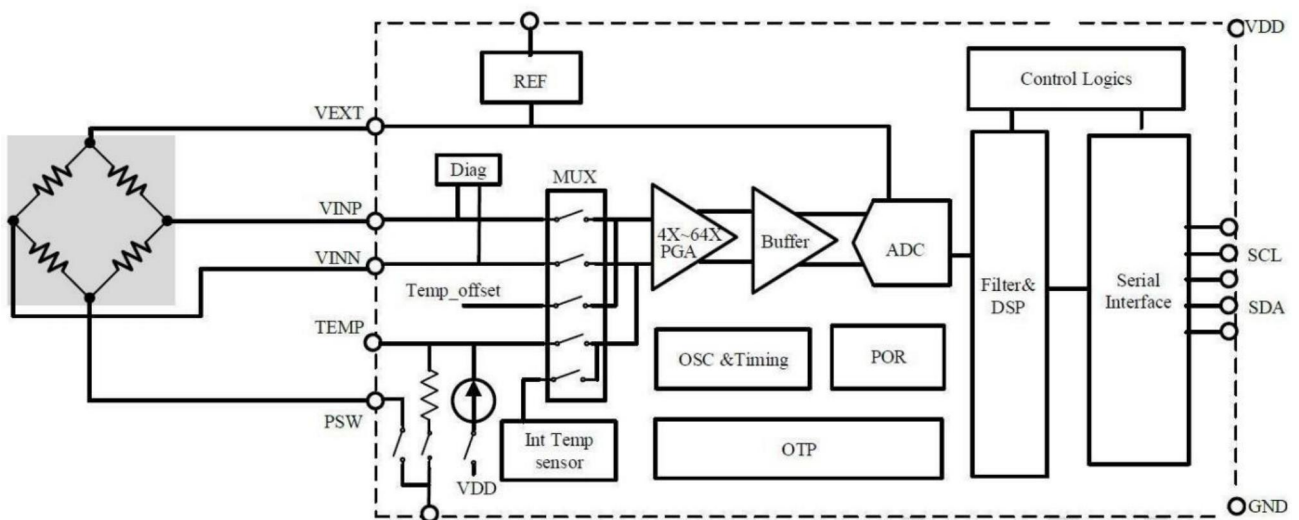 VDD
REF
Control Logics
VEXT
Diag
MUX
VINP
4X~64X
PGA
Buffer
ADC
VINN
SCL
Temp_offset
Filter&
DSP
Serial
Interface
SDA
TEMP
OSC &Timing
POR
PSW
Int Temp
sensor
OTP
VDD
GND